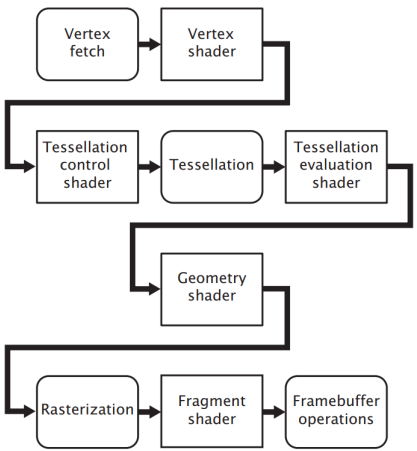 Vertex
fetch
Vertex
shader
Tessellation
control
shader
Tessellation
Tessellation
evaluation
shader
Geometry
shader
Rasterization
Fragment
shader
Framebuffer
operations